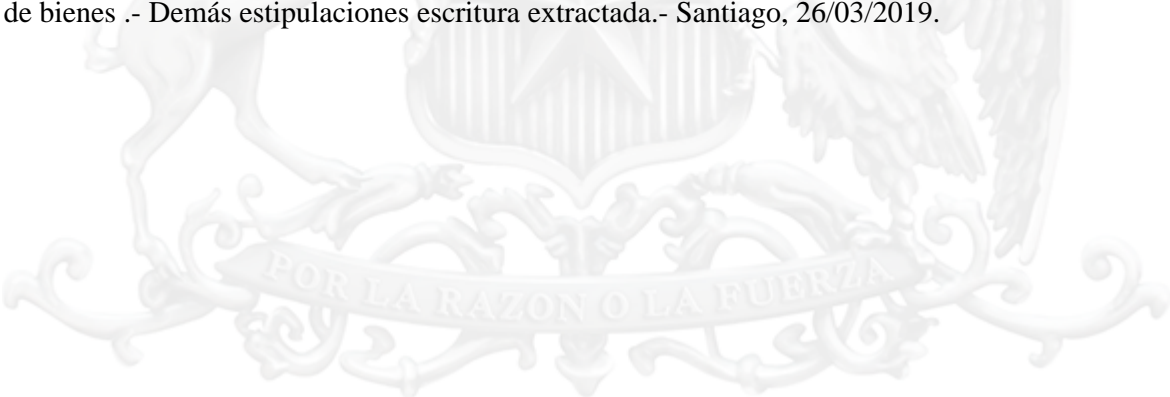 de bienes .- Demás estipulaciones escritura extractada.- Santiago, 26/03/2019.
POR LA RAZON O LA FUERZA